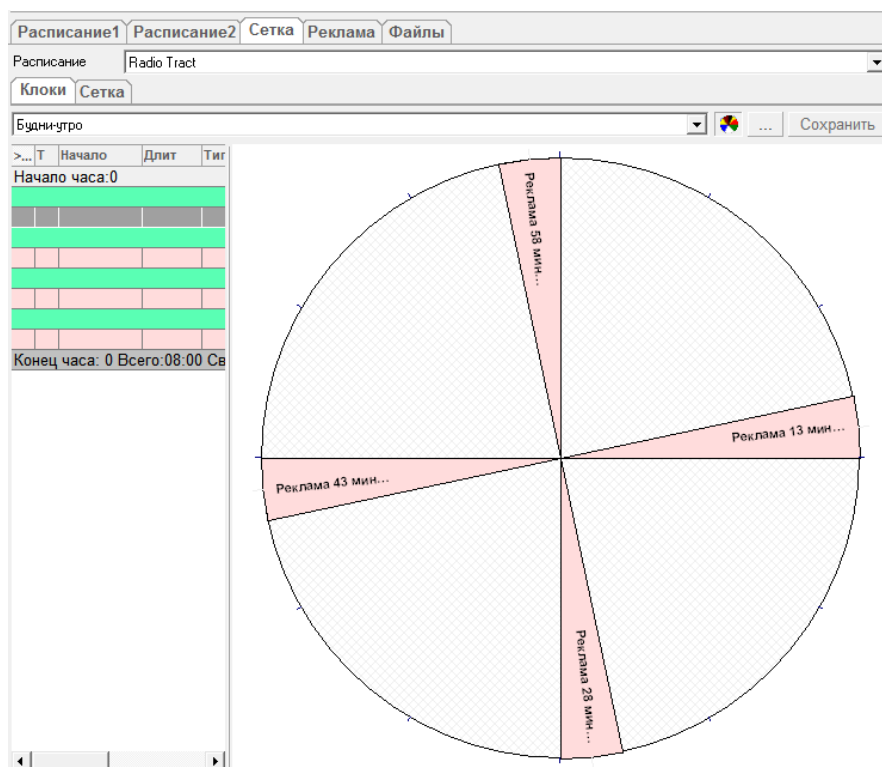 Расписание1 Расписание2 Сетка Реклама Файлы
Расписание Radio Tract
Клоки Сетка
Будни-утро ... Сохранить
>... Т Начало Длит Тип
Начало часа:0
Конец часа: 0 Всего:08:00 Св
Реклама 58 мин...
Реклама 13 мин...
Реклама 43 мин...
Реклама 28 мин...